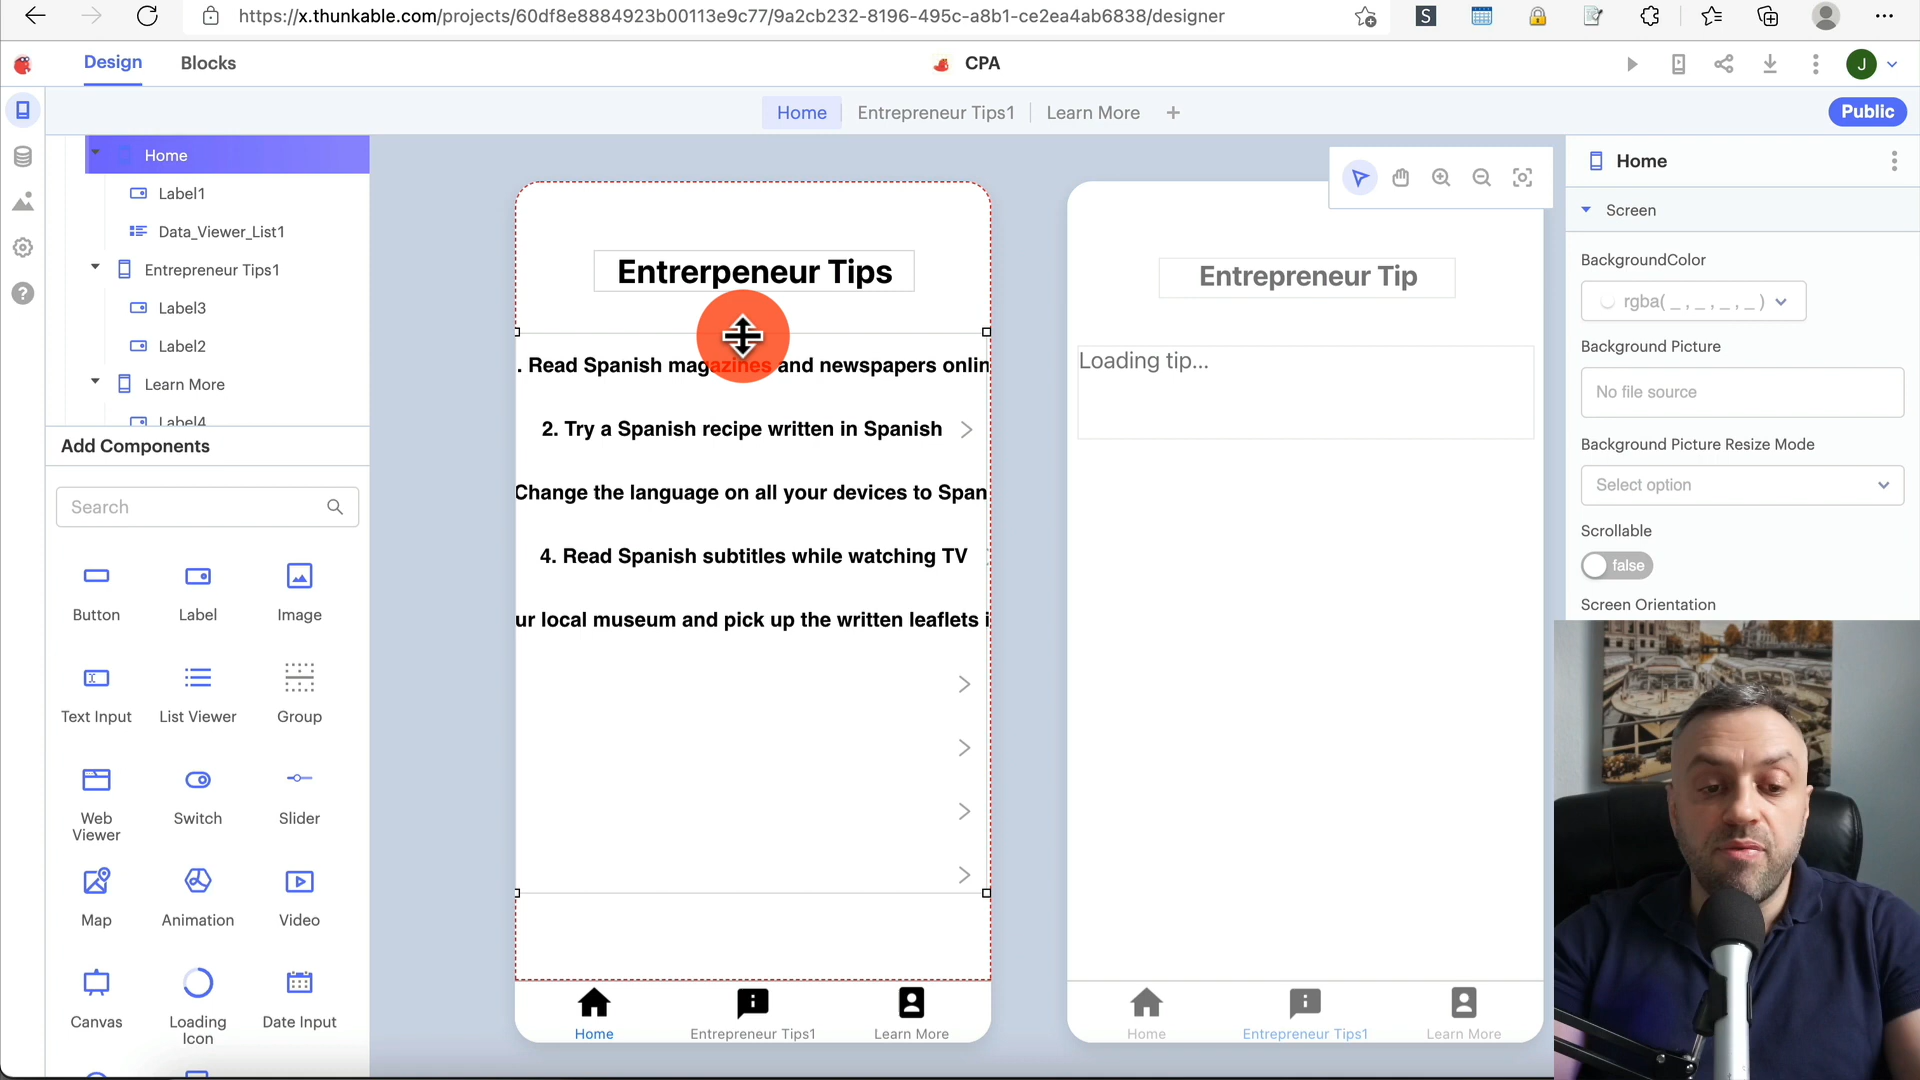 https://x.thunkable.com/projects/60df8e8884923b00113e9c77/9a2cb232-8196-495c-a8b1-ce2ea4ab6838/designer
S
Design
Blocks
CPA
J
Home
Entrepreneur Tips1
Learn More
+
Public
Home
Label1
Data_Viewer_List1
Entrepreneur Tips1
Label3
Label2
Learn More
Label4
Add Components
Search
Button
Label
Image
Text Input
List Viewer
Group
Web Viewer
Switch
Slider
Map
Animation
Video
Canvas
Loading Icon
Date Input
Entrerpeneur Tips
. Read Spanish magazines and newspapers onlin
2. Try a Spanish recipe written in Spanish
Change the language on all your devices to Span
4. Read Spanish subtitles while watching TV
ur local museum and pick up the written leaflets i
Home
Entrepreneur Tips1
Learn More
Entrepreneur Tip
Loading tip...
Home
Entrepreneur Tips1
Learn More
Home
Screen
BackgroundColor
rgba( _ , _ , _ , _ )
Background Picture
No file source
Background Picture Resize Mode
Select option
Scrollable
false
Screen Orientation